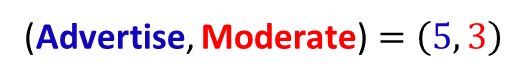 (Advertise, Moderate) = (5, 3)